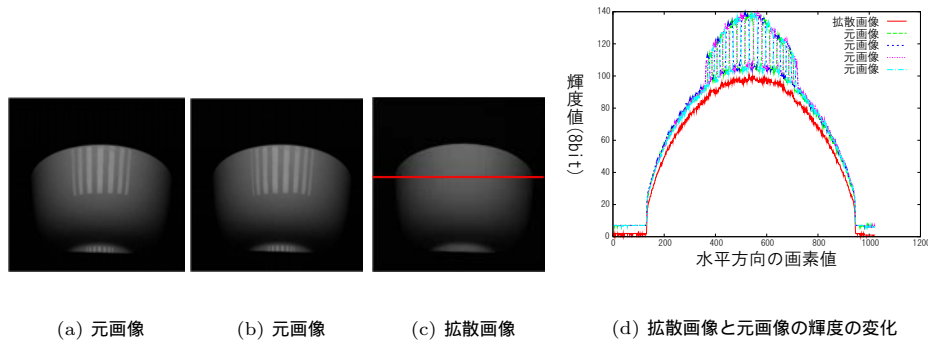 拡散画像
元画像
元画像
元画像
元画像
140
120
100
80
60
40
20
0
輝度値(8bit)
0
200
400
600
800
1000
1200
水平方向の画素値
(a) 元画像
(b) 元画像
(c) 拡散画像
(d) 拡散画像と元画像の輝度の変化